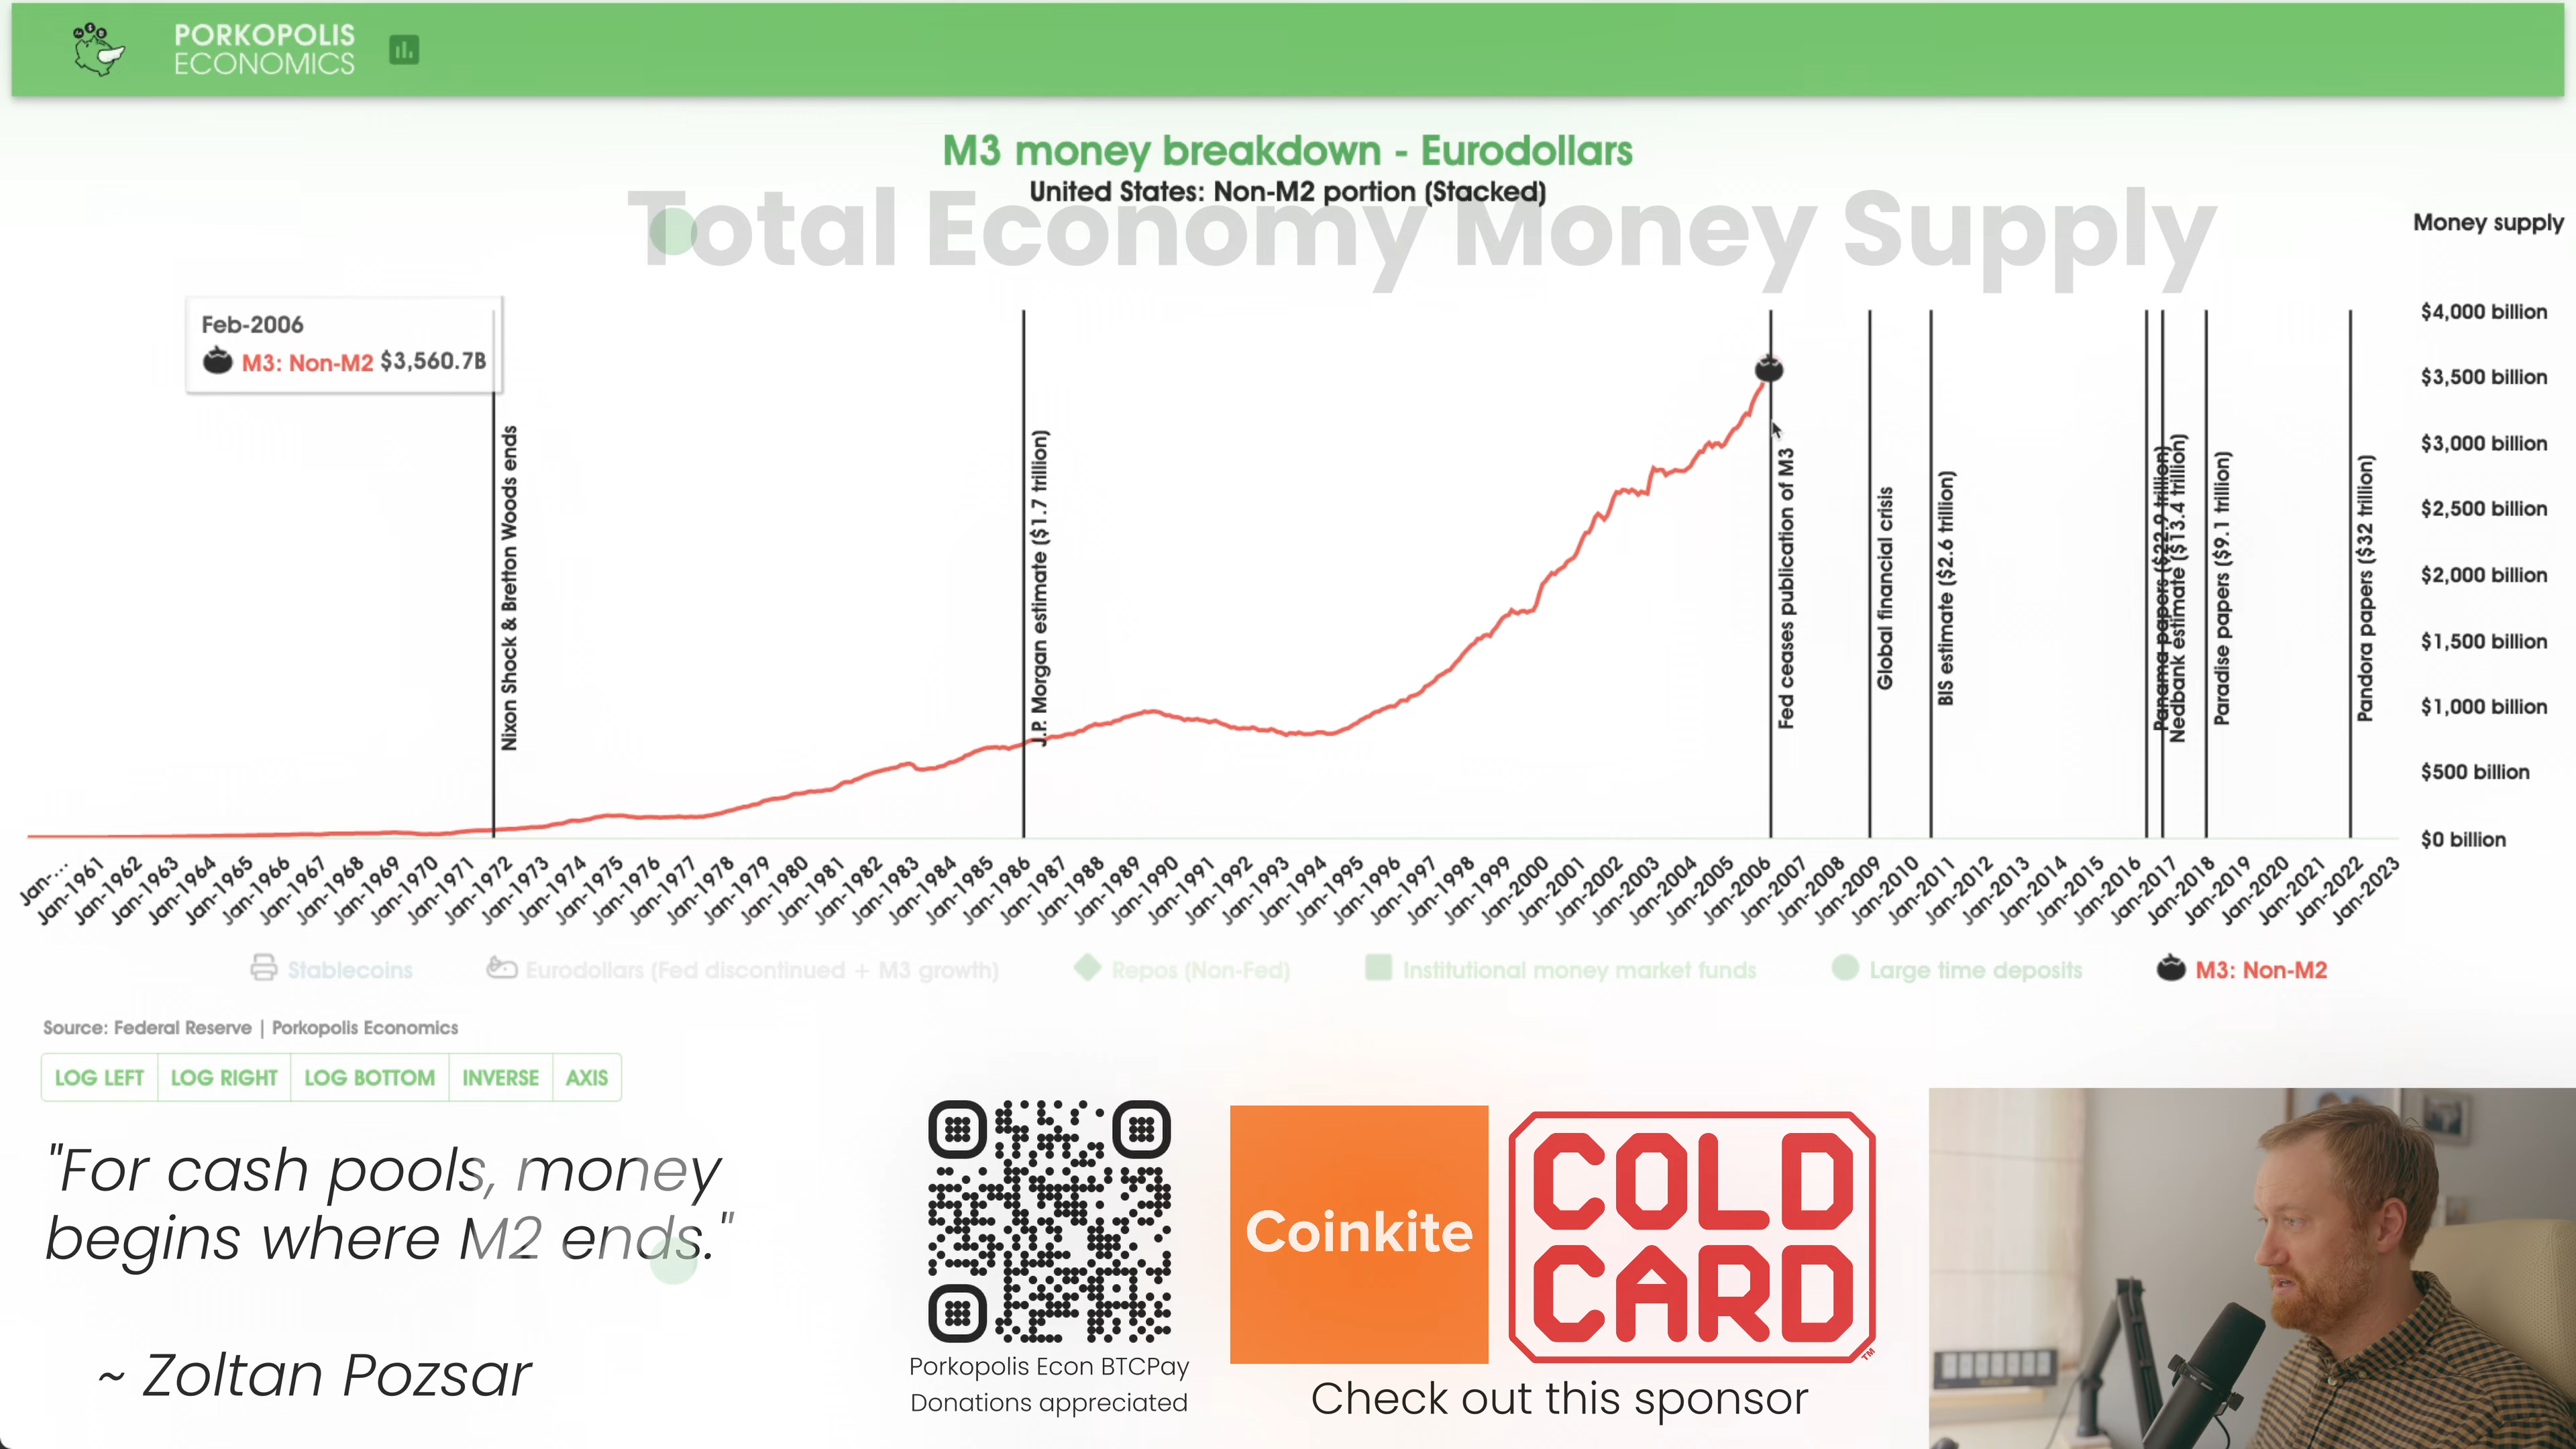 PORKOPOLIS
ECONOMICS
M3 money breakdown - Eurodollars
United States: Non-M2 portion (Stacked)
Total Economy Money Supply
Money supply
Feb-2006
M3: Non-M2 $3,560.7B
Nixon Shock & Bretton Woods ends
J.P. Morgan estimate ($1.7 trillion)
Fed ceases publication of M3
Global financial crisis
BIS estimate ($2.6 trillion)
Panama papers ($22.9 trillion)
Nedbank estimate ($13.4 trillion)
Paradise papers ($9.1 trillion)
Pandora papers ($32 trillion)
$4,000 billion
$3,500 billion
$3,000 billion
$2,500 billion
$2,000 billion
$1,500 billion
$1,000 billion
$500 billion
$0 billion
Jan-...
Jan-1961
Jan-1962
Jan-1963
Jan-1964
Jan-1965
Jan-1966
Jan-1967
Jan-1968
Jan-1969
Jan-1970
Jan-1971
Jan-1972
Jan-1973
Jan-1974
Jan-1975
Jan-1976
Jan-1977
Jan-1978
Jan-1979
Jan-1980
Jan-1981
Jan-1982
Jan-1983
Jan-1984
Jan-1985
Jan-1986
Jan-1987
Jan-1988
Jan-1989
Jan-1990
Jan-1991
Jan-1992
Jan-1993
Jan-1994
Jan-1995
Jan-1996
Jan-1997
Jan-1998
Jan-1999
Jan-2000
Jan-2001
Jan-2002
Jan-2003
Jan-2004
Jan-2005
Jan-2006
Jan-2007
Jan-2008
Jan-2009
Jan-2010
Jan-2011
Jan-2012
Jan-2013
Jan-2014
Jan-2015
Jan-2016
Jan-2017
Jan-2018
Jan-2019
Jan-2020
Jan-2021
Jan-2022
Jan-2023
Stablecoins
Eurodollars (Fed discontinued + M3 growth)
Repos (Non-Fed)
Institutional money market funds
Large time deposits
M3: Non-M2
Source: Federal Reserve | Porkopolis Economics
LOG LEFT
LOG RIGHT
LOG BOTTOM
INVERSE
AXIS
"For cash pools, money
begins where M2 ends."
~ Zoltan Pozsar
Porkopolis Econ BTCPay
Donations appreciated
Coinkite
COLD
CARD
TM
Check out this sponsor